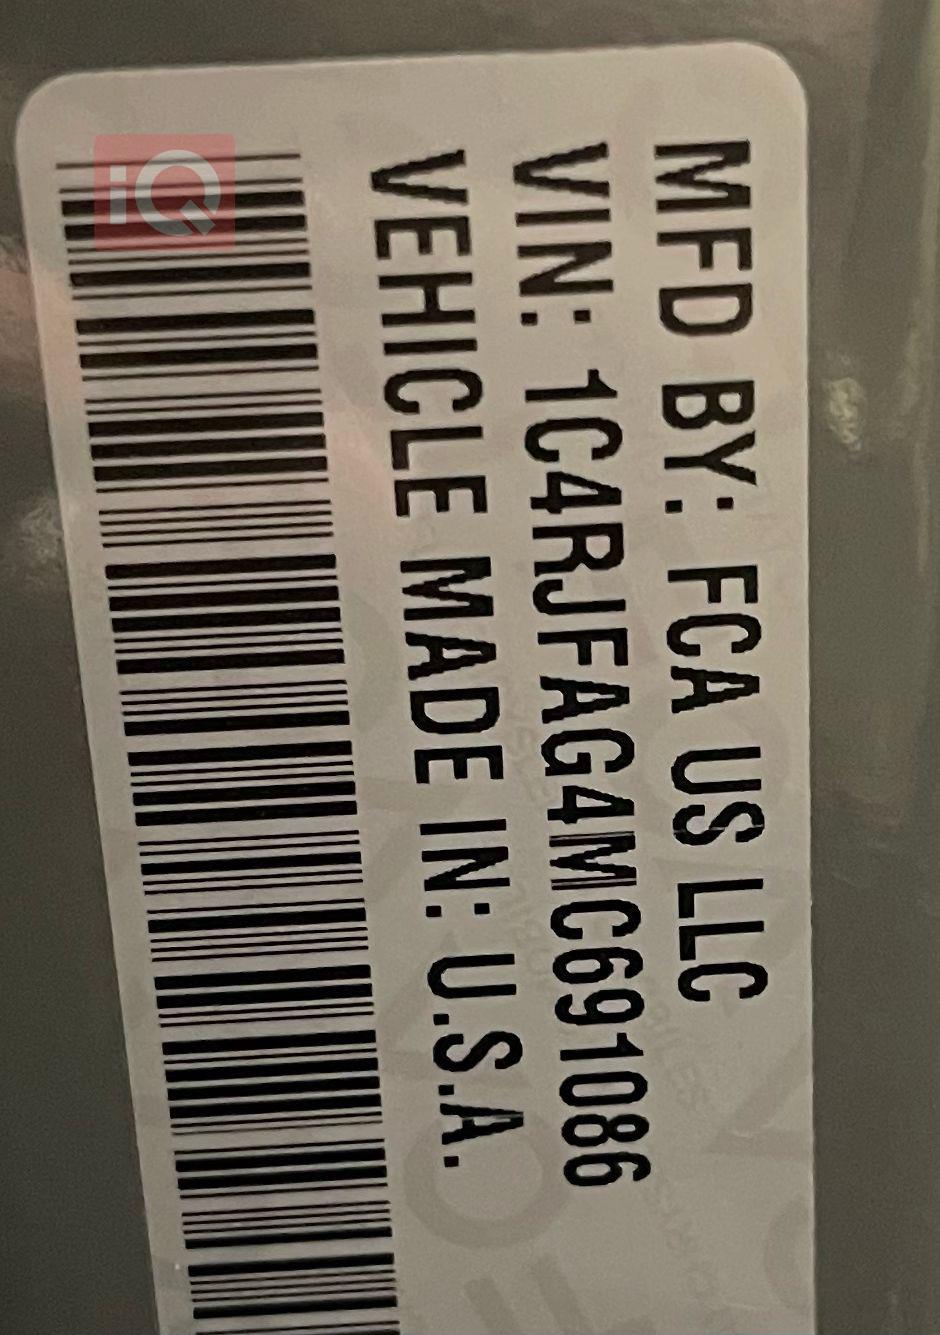 MFD BY: FCA US LLC
VIN: 1C4RJFAG4MC691086
VEHICLE MADE IN: U.S.A.
iQ